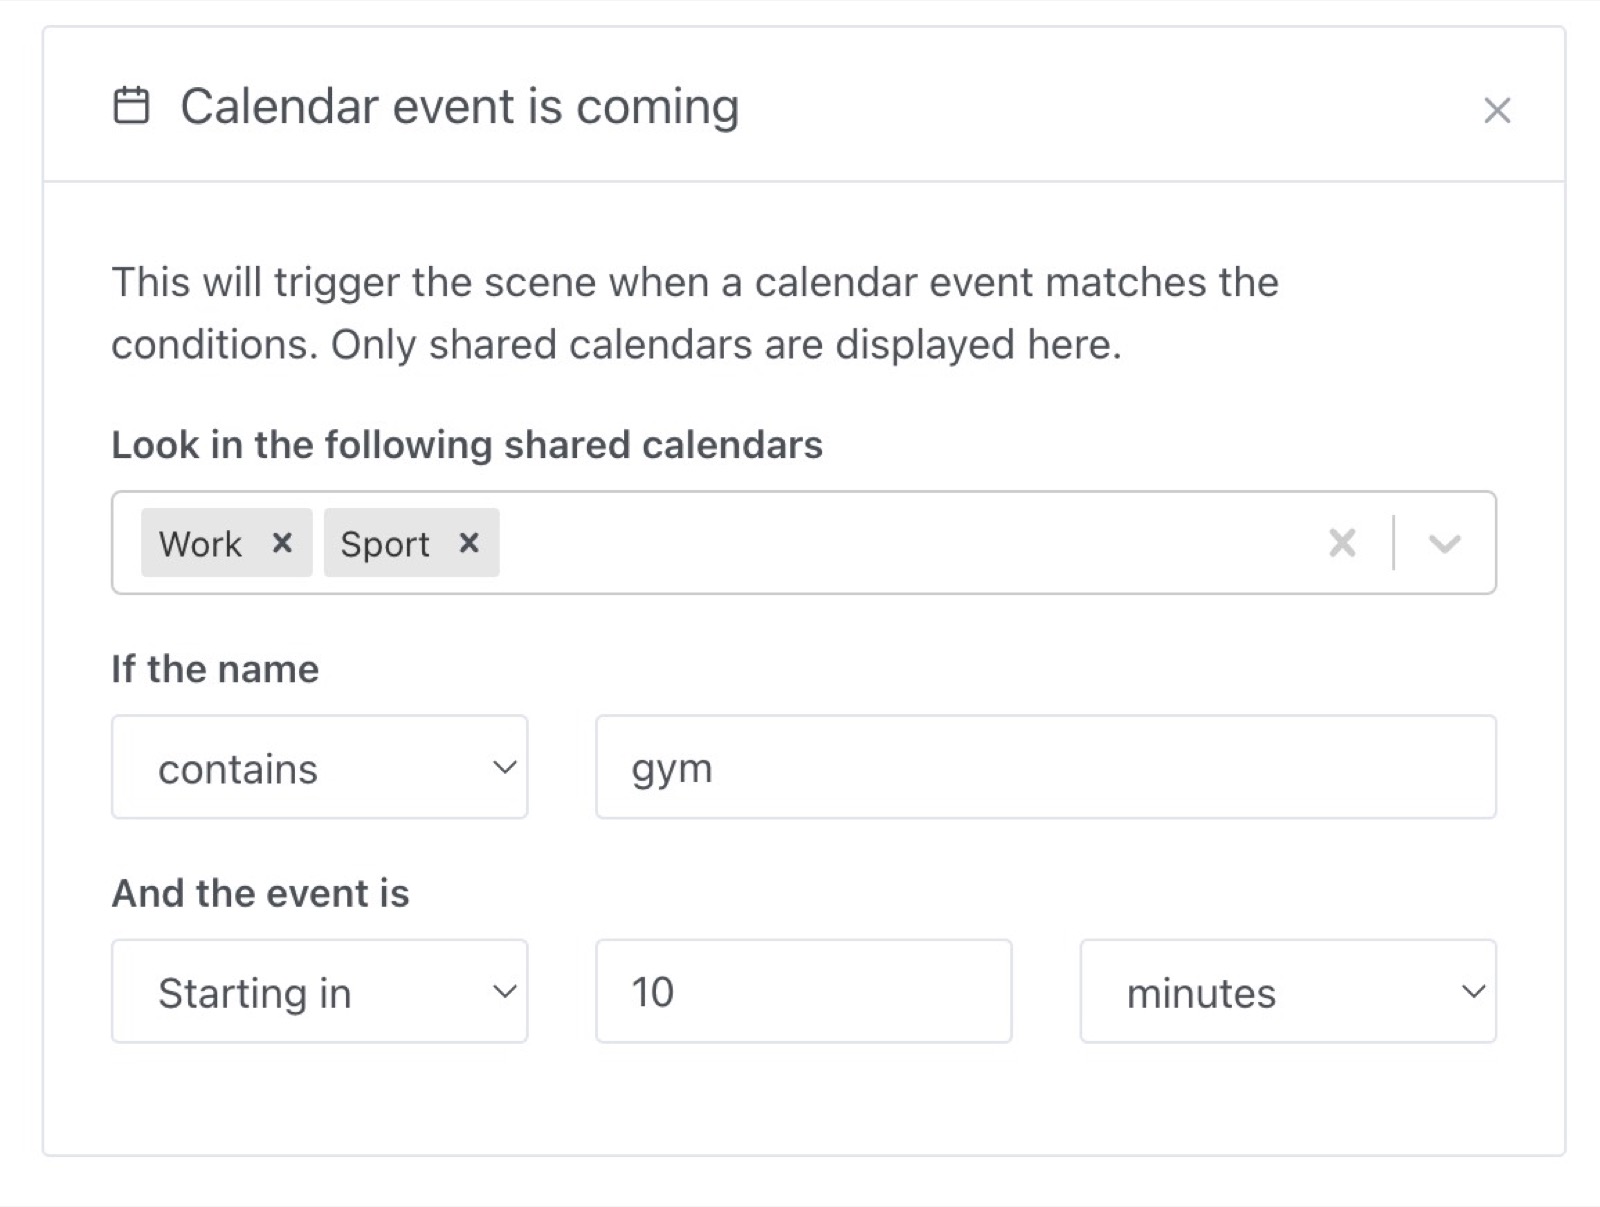 Calendar event is coming
This will trigger the scene when a calendar event matches the
conditions. Only shared calendars are displayed here.
Look in the following shared calendars
Work Sport
If the name
contains gym
And the event is
Starting in 10 minutes